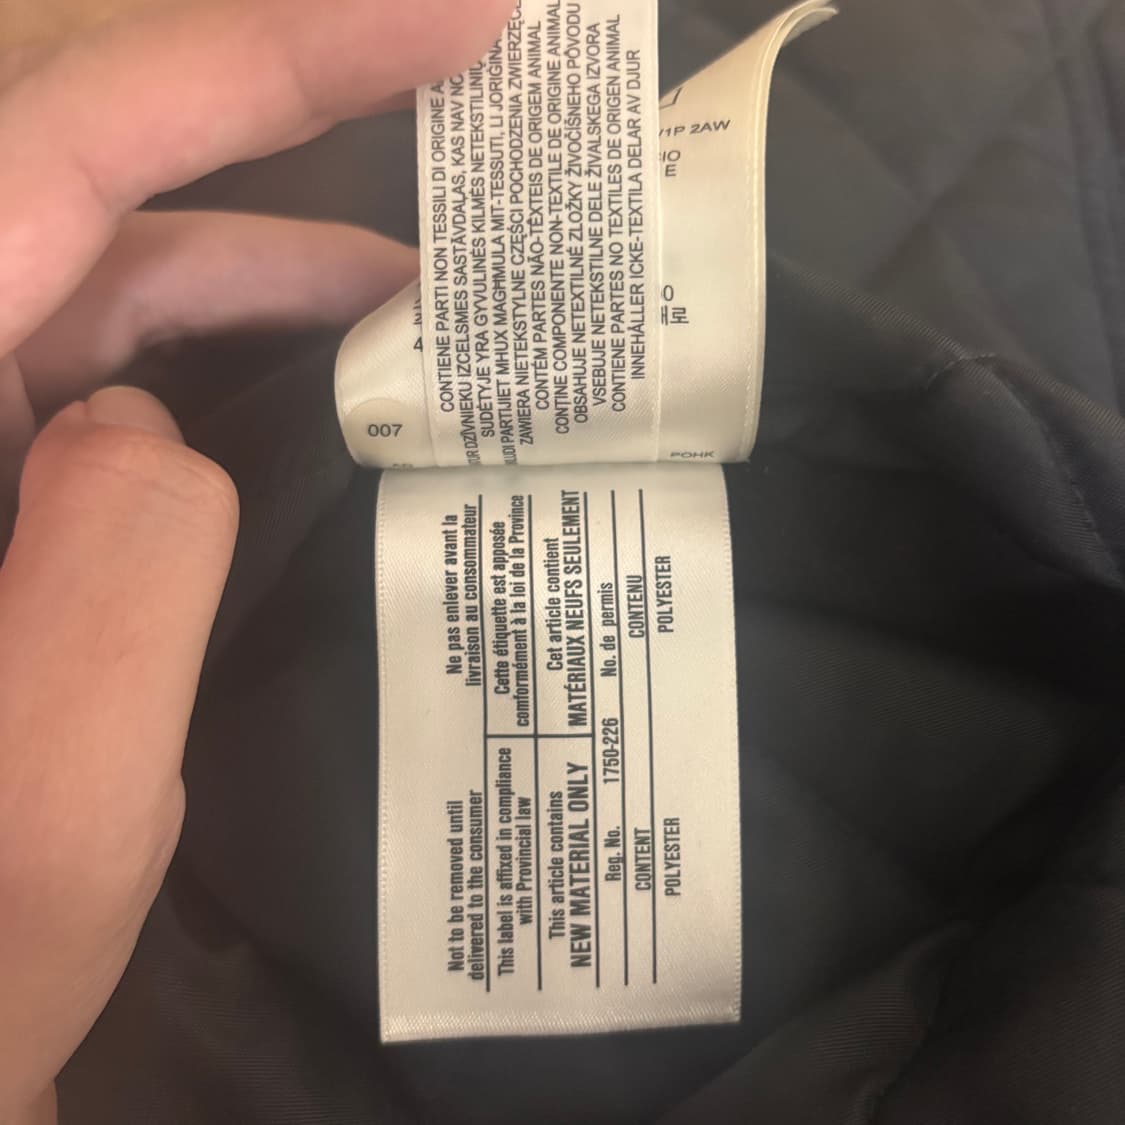 CONTIENE PARTI NON TESSILI DI ORIGINE
IZCELSMES SASTĀVDAĻAS, KAS NAV
SUDĖTYJE YRA GYVULINĖS KILMĖS NETEKSTILINIŲ
PARTIJIET MHUX MAGĦMULA MIT-TESSUTI, LI JORIĠINA
ZAWIERA NIETEKSTYLNE CZĘŚCI POCHODZENIA ZWIERZĘCE
CONTÉM PARTES NÃO-TÊXTEIS DE ORIGEM ANIMAL
CONȚINE COMPONENTE NON-TEXTILE DE ORIGINE ANIMAL
OBSAHUJE NETEXTILNÉ ZLOŽKY ŽIVOČÍŠNEHO PÔVODU
VSEBUJE NETEKSTILNE DELE ŽIVALSKEGA IZVORA
CONTIENE PARTES NO TEXTILES DE ORIGEN ANIMAL
INNEHÅLLER ICKE-TEXTILA DELAR AV DJUR
2AW
007
Not to be removed until
delivered to the consumer
Ne pas enlever avant la
livraison au consommateur
This label is affixed in compliance
with Provincial law
Cette étiquette est apposée
comformément à la loi de la Province
This article contains
NEW MATERIAL ONLY
Cet article contient
MATÉRIAUX NEUFS SEULEMENT
Reg. No. 1750-226 No. de permis
CONTENT CONTENU
POLYESTER POLYESTER